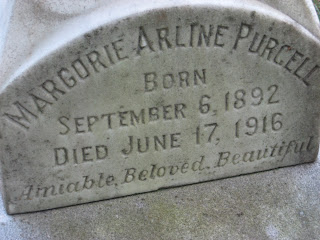 MARGORIE ARLINE PURCELL
BORN
SEPTEMBER 6, 1892
DIED JUNE 17, 1916
Amiable, Beloved, Beautiful